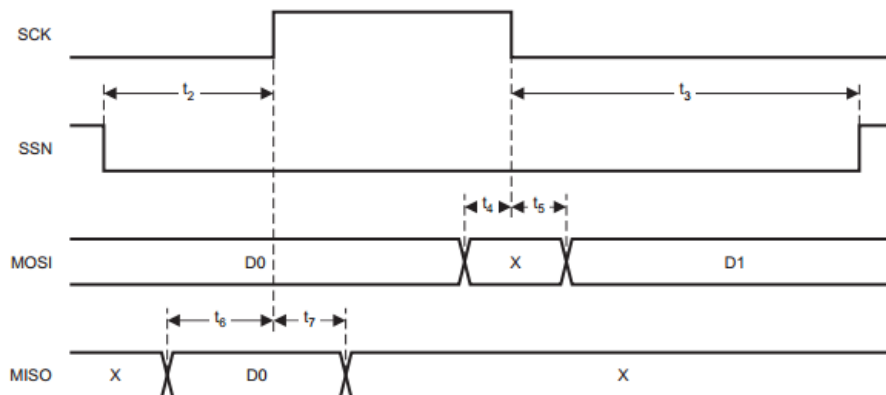 SCK
t2
t3
SSN
t4 t5
MOSI D0 X D1
t6 t7
MISO X D0 X